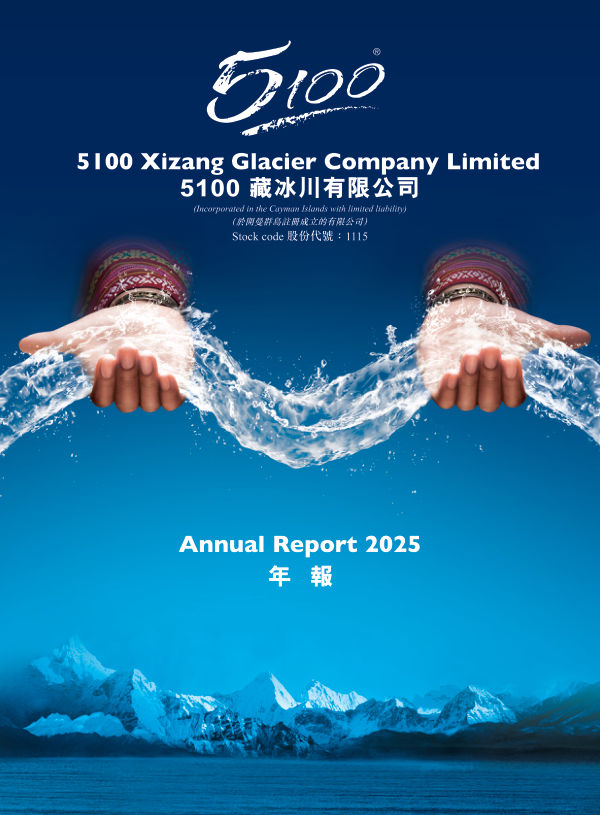 5100®
5100 Xizang Glacier Company Limited
5100 藏冰川有限公司
(Incorporated in the Cayman Islands with limited liability)
（於開曼群島註冊成立的有限公司）
Stock code 股份代號：1115
Annual Report 2025
年 報